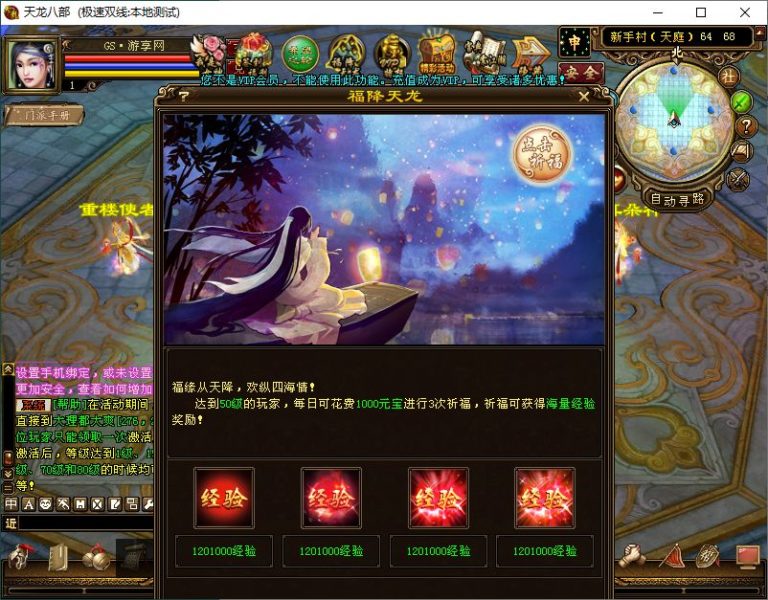 天龙八部 (极速双线:本地测试)
GS·游享网
新手村(天庭) 64 68
北
申
社
安全
1
您不是VIP会员，不能使用此功能。充值成为VIP，可享受诸多优惠!
门派手册
? 福降天龙
点击
祈福
自动寻路
重楼使者
设置手机绑定，或未设置
更加安全，查看如何增加
[帮助]在活动期间
直接到大理郡大爽[276,
位玩家只能领取一次激活
激活后，等级达到1级、1
级、70级和80级的时候均可
等!
近
福缘从天降，欢纵四海情!
达到50级的玩家，每日可花费1000元宝进行3次祈福，祈福可获得海量经验
奖励!
经验 经验 经验 经验
1201000经验 1201000经验 1201000经验 1201000经验